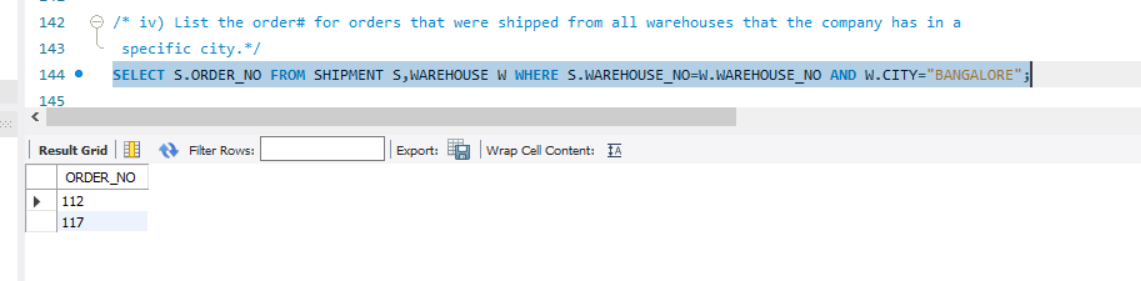 142 /* iv) List the order# for orders that were shipped from all warehouses that the company has in a
143 specific city.*/
144 SELECT S.ORDER_NO FROM SHIPMENT S,WAREHOUSE W WHERE S.WAREHOUSE_NO=W.WAREHOUSE_NO AND W.CITY="BANGALORE";
145
<
Result Grid Filter Rows: Export: Wrap Cell Content: IA
ORDER_NO
112
117